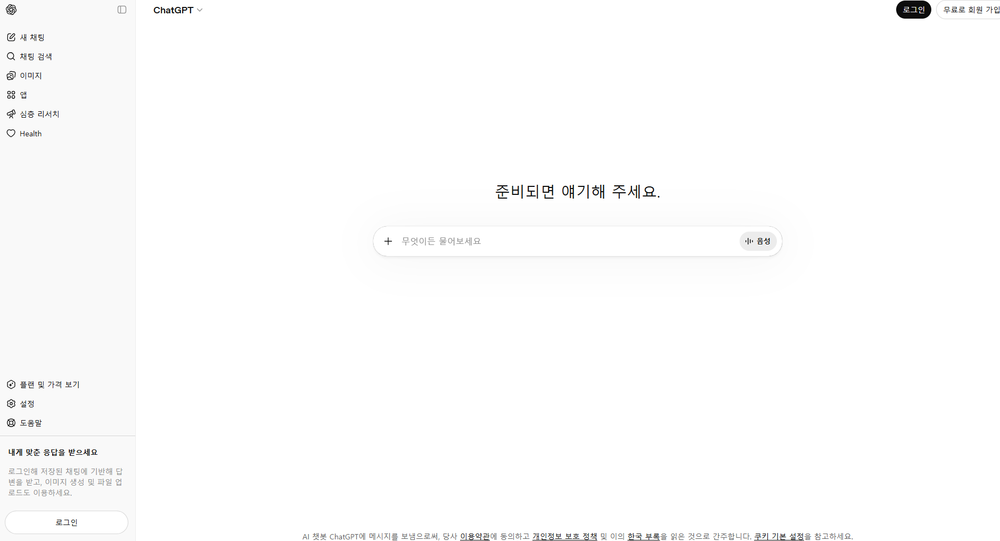 ChatGPT
로그인
무료로 회원 가입
새 채팅
채팅 검색
이미지
앱
심층 리서치
Health
준비되면 얘기해 주세요.
무엇이든 물어보세요
음성
플랜 및 가격 보기
설정
도움말
내게 맞춘 응답을 받으세요
로그인해 저장된 채팅에 기반해 답
변을 받고, 이미지 생성 및 파일 업
로드도 이용하세요.
로그인
AI 챗봇 ChatGPT에 메시지를 보냄으로써, 당사 이용약관에 동의하고 개인정보 보호 정책 및 이의 한국 부록을 읽은 것으로 간주합니다. 쿠키 기본 설정을 참고하세요.